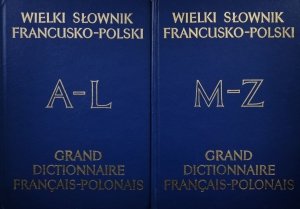 WIELKI SŁOWNIK
FRANCUSKO-POLSKI
A-L
GRAND
DICTIONNAIRE
FRANÇAIS-POLONAIS
WIELKI SŁOWNIK
FRANCUSKO-POLSKI
M-Z
GRAND
DICTIONNAIRE
FRANÇAIS-POLONAIS